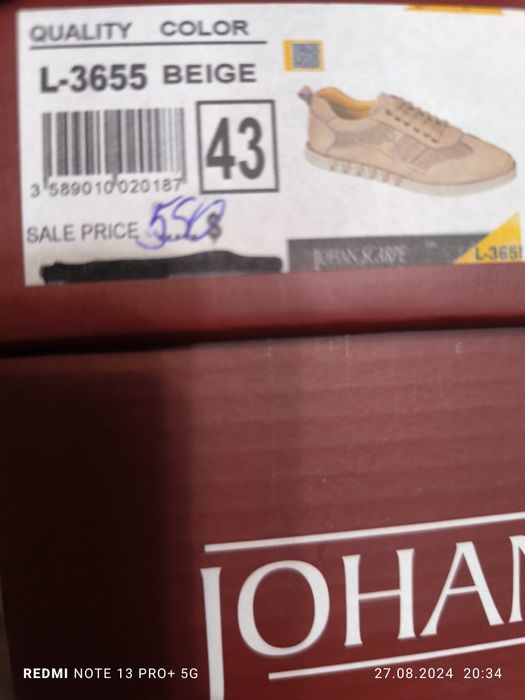 QUALITY COLOR
L-3655 BEIGE
43
3 589010 020187
SALE PRICE 550 $
JOHAN SCARPE
L-365
JOHAN
REDMI NOTE 13 PRO+ 5G
27.08.2024 20:34